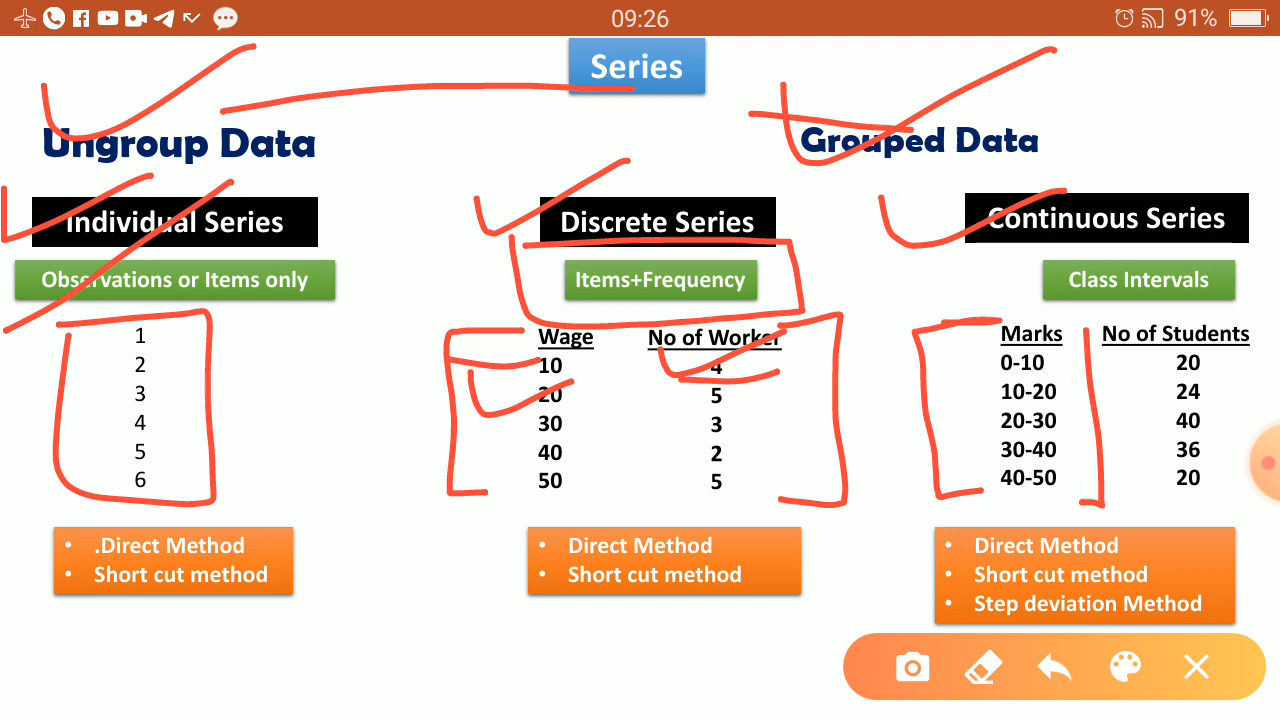 09:26
91%
Series
Ungroup Data
Grouped Data
Individual Series
Discrete Series
Continuous Series
Observations or Items only
Items+Frequency
Class Intervals
1
2
3
4
5
6
Wage No of Worker
10 4
20 5
30 3
40 2
50 5
Marks No of Students
0-10 20
10-20 24
20-30 40
30-40 36
40-50 20
• .Direct Method
• Short cut method
• Direct Method
• Short cut method
• Direct Method
• Short cut method
• Step deviation Method